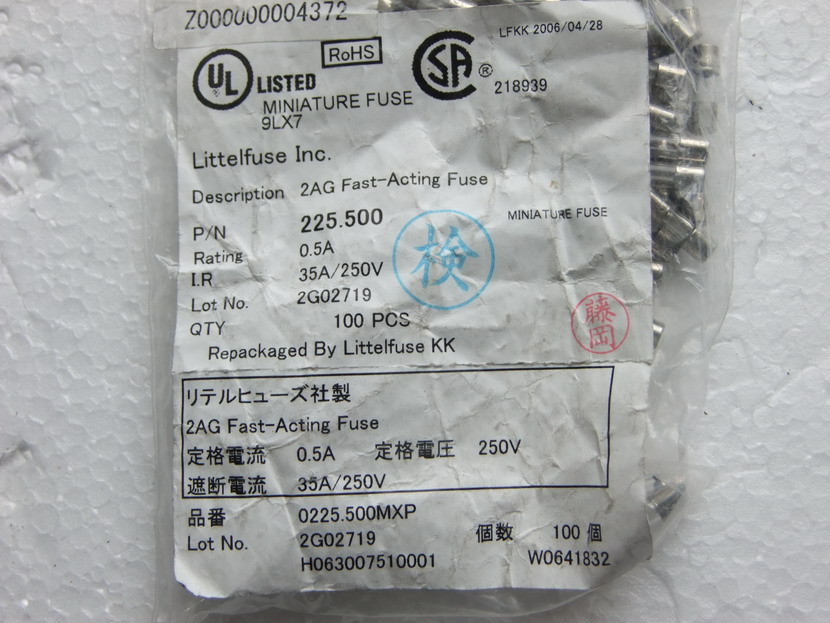 Z000000004372
LFKK 2006/04/28
RoHS
UL LISTED
SA ® 218939
MINIATURE FUSE
9LX7
Littelfuse Inc.
Description 2AG Fast-Acting Fuse
P/N 225.500 MINIATURE FUSE
Rating 0.5A
I.R 35A/250V
検
Lot No. 2G02719
QTY 100 PCS
藤岡
Repackaged By Littelfuse KK
リテルヒューズ社製
2AG Fast-Acting Fuse
定格電流 0.5A 定格電圧 250V
遮断電流 35A/250V
品番 0225.500MXP
個数 100 個
Lot No. 2G02719
H063007510001 W0641832